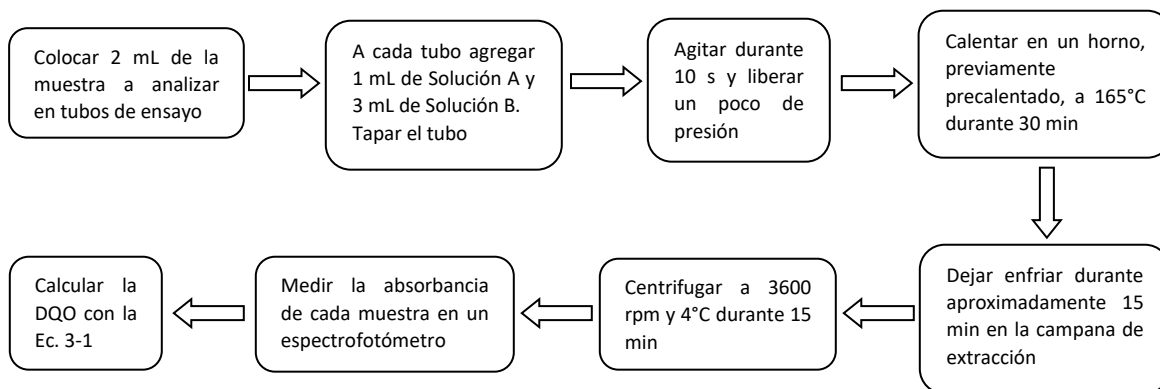 Colocar 2 mL de la
muestra a analizar
en tubos de ensayo
A cada tubo agregar
1 mL de Solución A y
3 mL de Solución B.
Tapar el tubo
Agitar durante
10 s y liberar
un poco de
presión
Calentar en un horno,
previamente
precalentado, a 165°C
durante 30 min
Dejar enfriar durante
aproximadamente 15
min en la campana de
extracción
Centrifugar a 3600
rpm y 4°C durante 15
min
Medir la absorbancia
de cada muestra en un
espectrofotómetro
Calcular la
DQO con la
Ec. 3-1